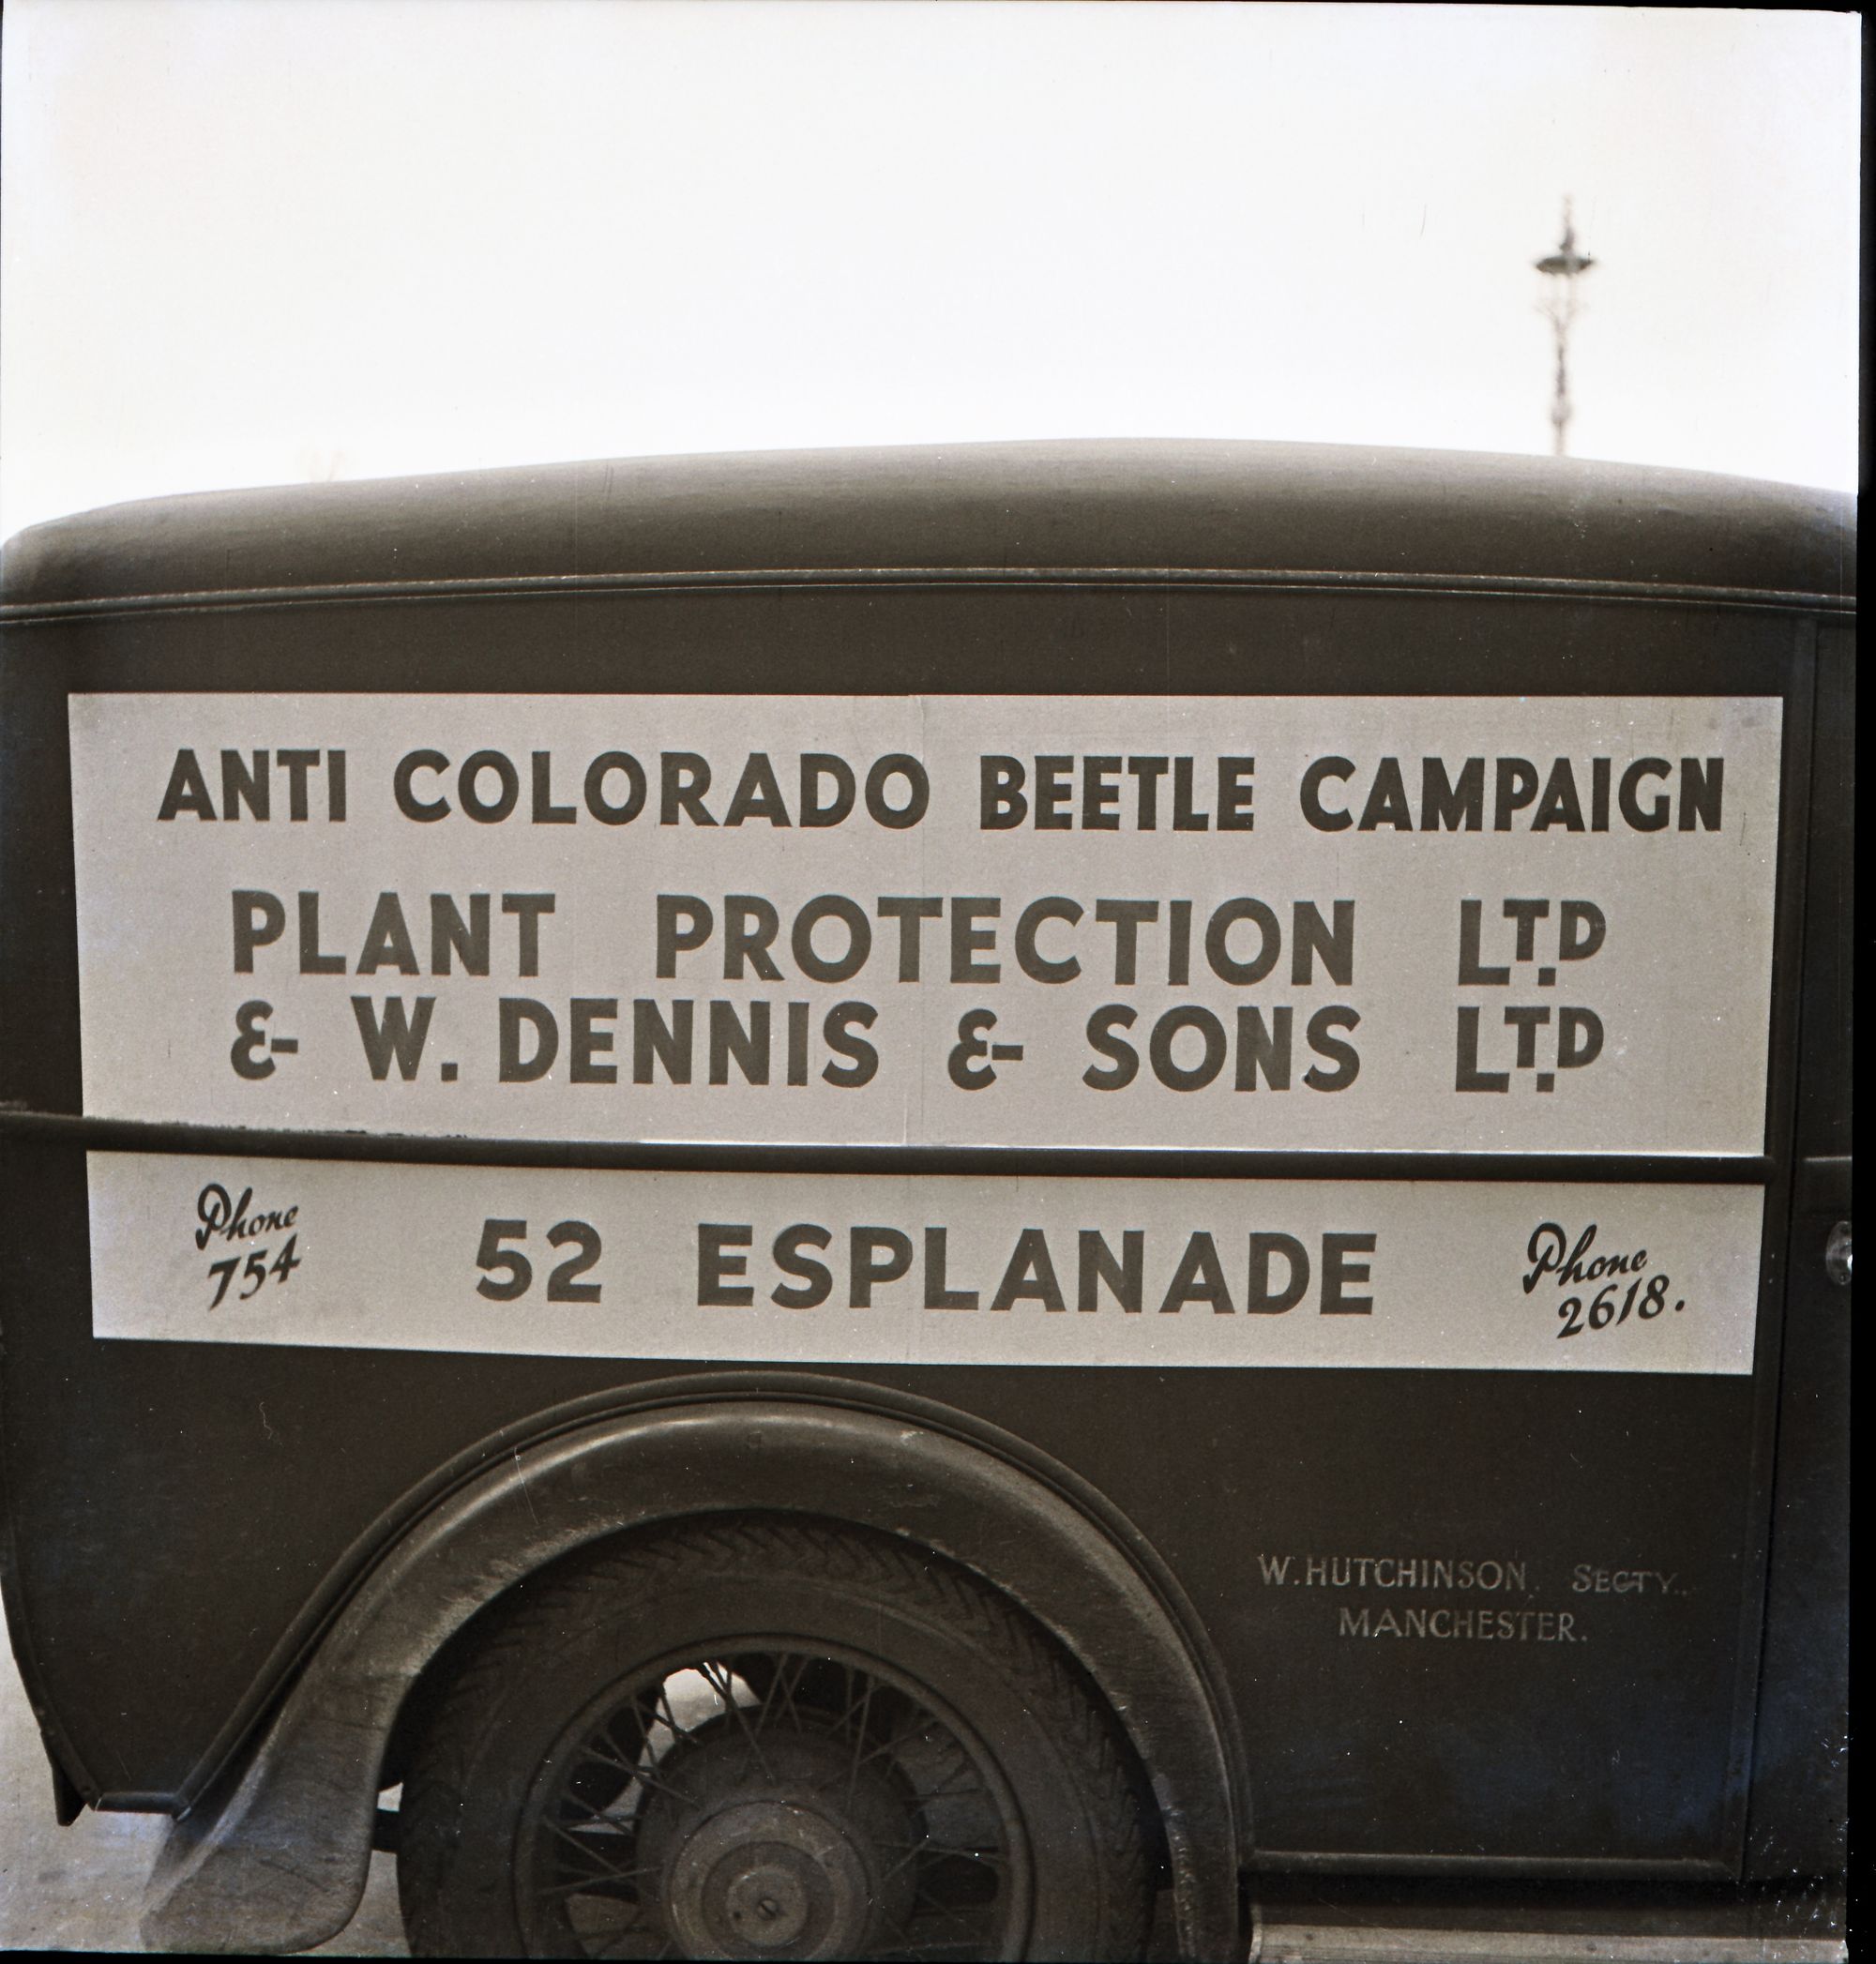 ANTI COLORADO BEETLE CAMPAIGN
PLANT PROTECTION LTD.
& W. DENNIS & SONS LTD.
Phone
754
52 ESPLANADE
Phone
2618.
W. HUTCHINSON. SECTY..
MANCHESTER.